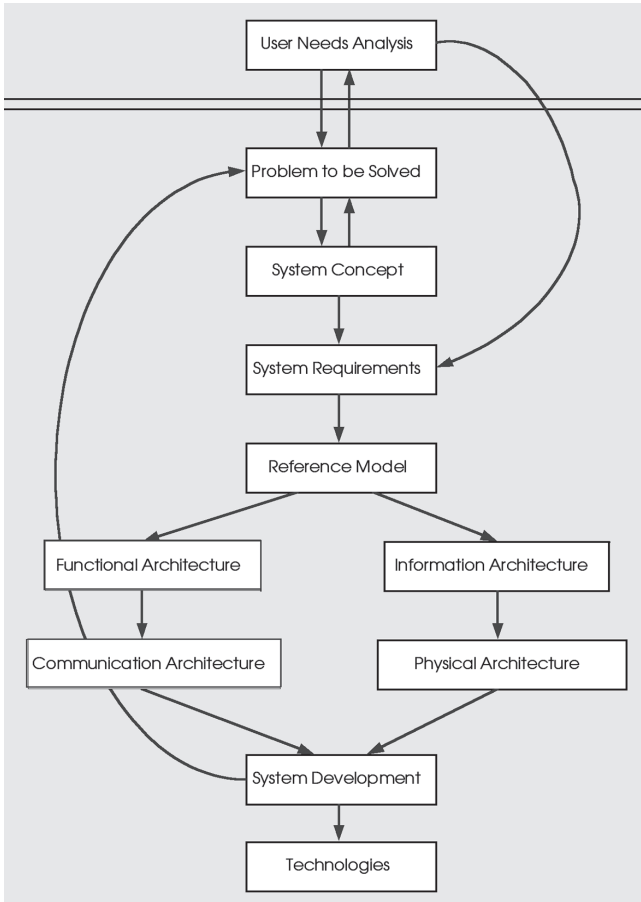 User Needs Analysis
Problem to be Solved
System Concept
System Requirements
Reference Model
Functional Architecture
Information Architecture
Communication Architecture
Physical Architecture
System Development
Technologies